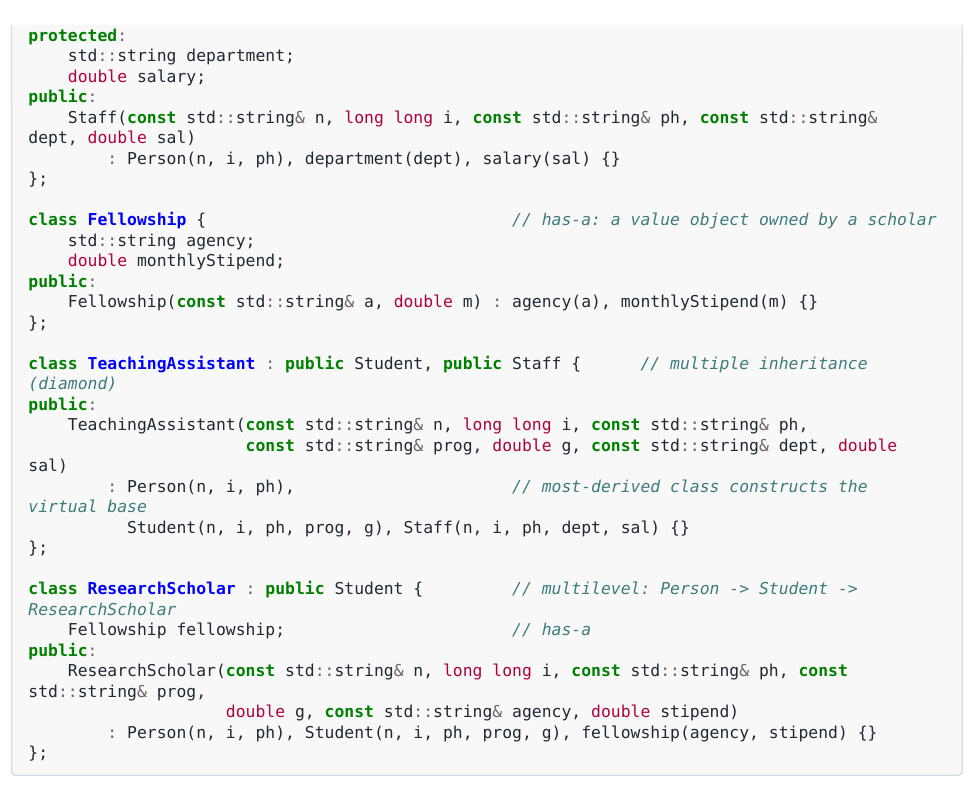 protected:
    std::string department;
    double salary;
public:
    Staff(const std::string& n, long long i, const std::string& ph, const std::string&
dept, double sal)
        : Person(n, i, ph), department(dept), salary(sal) {}
};

class Fellowship {                               // has-a: a value object owned by a scholar
    std::string agency;
    double monthlyStipend;
public:
    Fellowship(const std::string& a, double m) : agency(a), monthlyStipend(m) {}
};

class TeachingAssistant : public Student, public Staff {      // multiple inheritance
(diamond)
public:
    TeachingAssistant(const std::string& n, long long i, const std::string& ph,
                      const std::string& prog, double g, const std::string& dept, double
sal)
        : Person(n, i, ph),                      // most-derived class constructs the
virtual base
          Student(n, i, ph, prog, g), Staff(n, i, ph, dept, sal) {}
};

class ResearchScholar : public Student {         // multilevel: Person -> Student ->
ResearchScholar
    Fellowship fellowship;                       // has-a
public:
    ResearchScholar(const std::string& n, long long i, const std::string& ph, const
std::string& prog,
                    double g, const std::string& agency, double stipend)
        : Person(n, i, ph), Student(n, i, ph, prog, g), fellowship(agency, stipend) {}
};